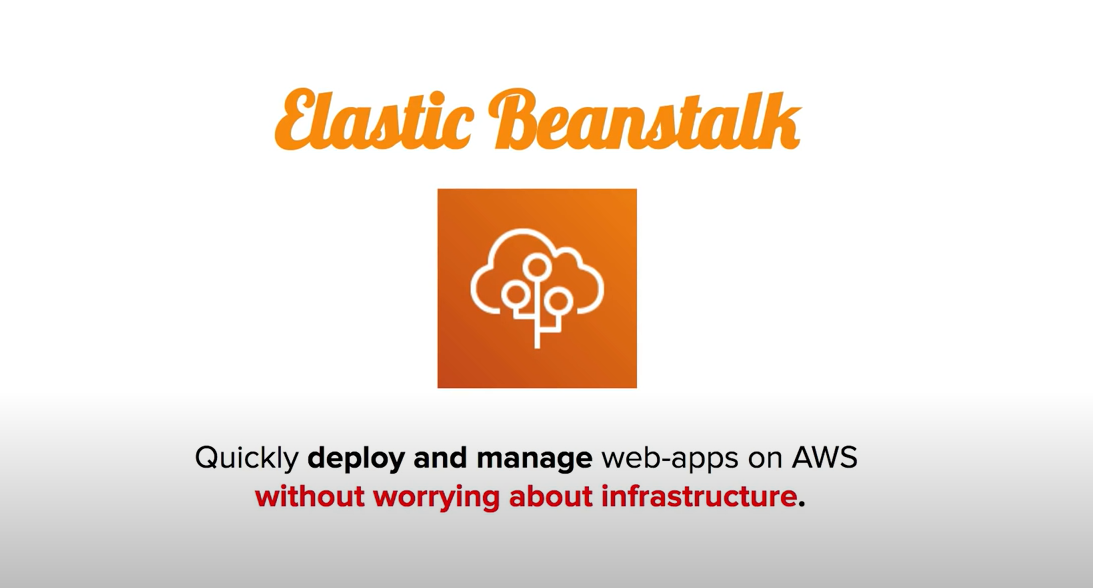 Elastic Beanstalk
Quickly deploy and manage web-apps on AWS
without worrying about infrastructure.